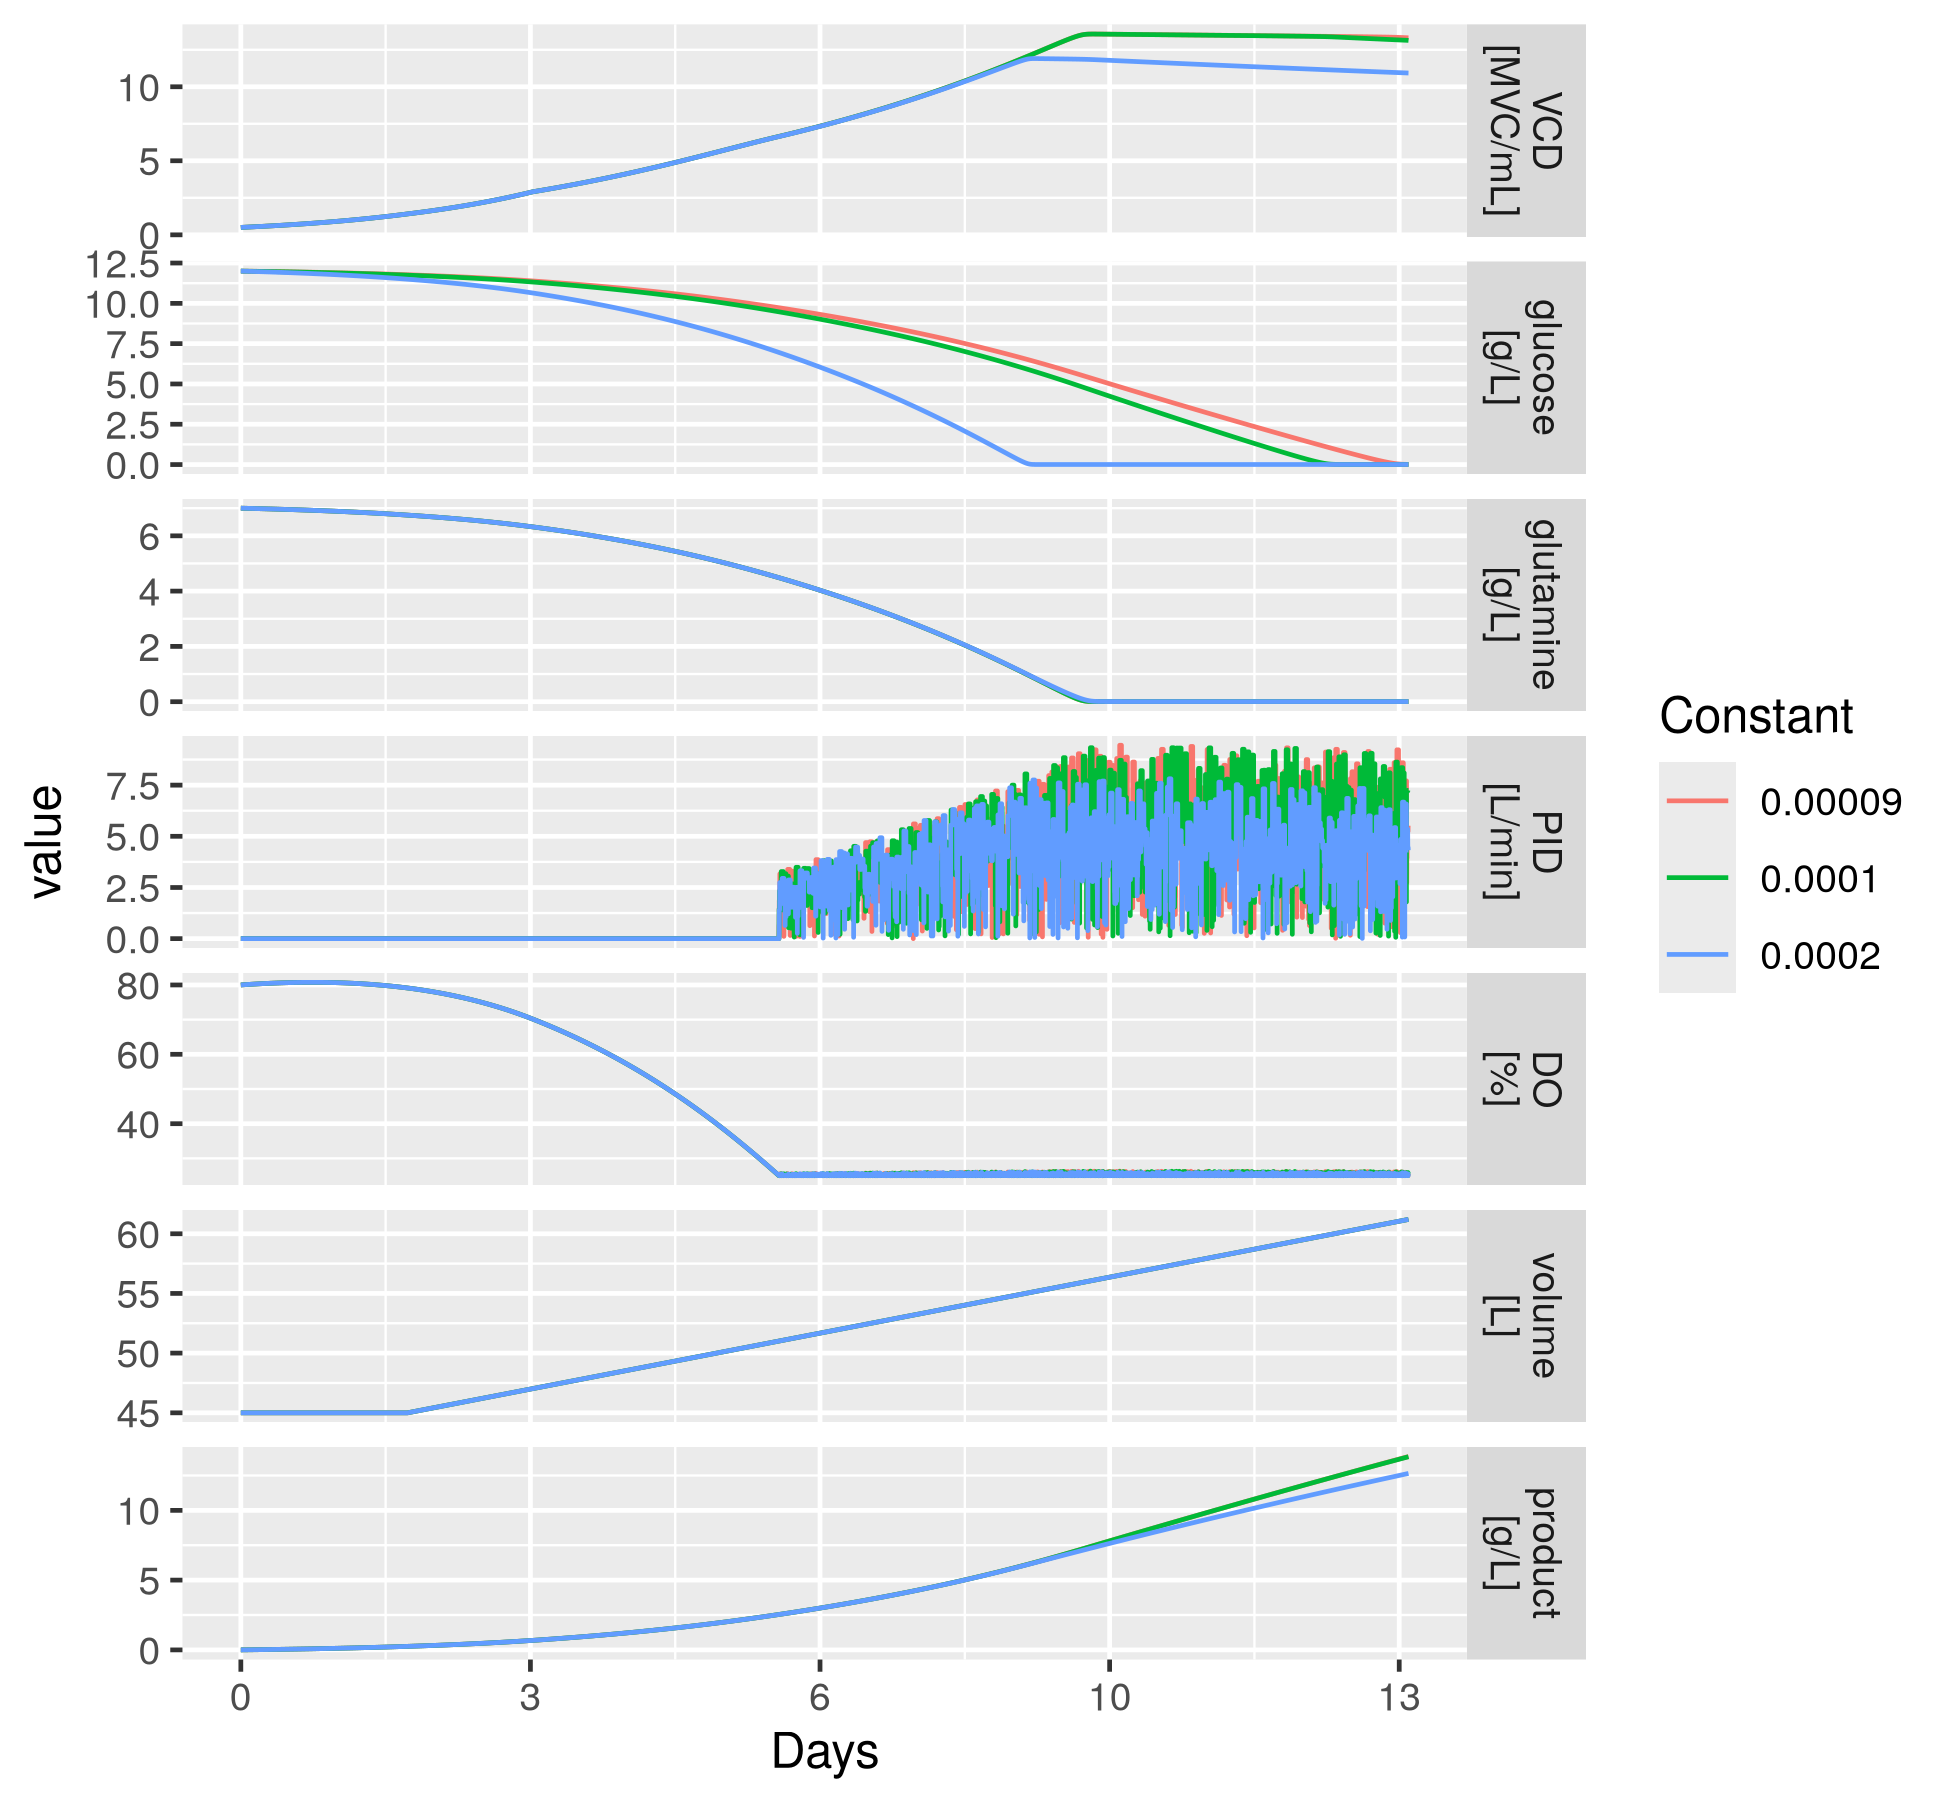 value
10
5
0
VCD
[MVC/mL]
12.5
10.0
7.5
5.0
2.5
0.0
glucose
[g/L]
6
4
2
0
glutamine
[g/L]
7.5
5.0
2.5
0.0
PID
[L/min]
80
60
40
DO
[%]
60
55
50
45
volume
[L]
10
5
0
product
[g/L]
0 3 6 10 13
Days
Constant
0.00009
0.0001
0.0002